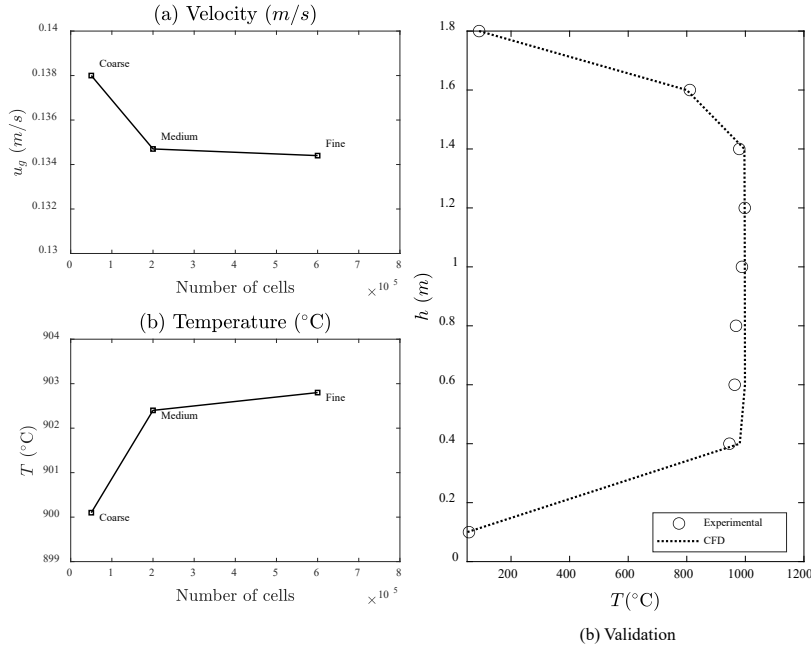 (a) Velocity (m/s)
0.14
0.138
0.136
0.134
0.132
0.13
u_g (m/s)
Coarse
Medium
Fine
0 1 2 3 4 5 6 7 8
Number of cells
×10 5
(b) Temperature (°C)
904
903
902
901
900
899
T (°C)
Coarse
Medium
Fine
0 1 2 3 4 5 6 7 8
Number of cells
×10 5
1.8
1.6
1.4
1.2
1
0.8
0.6
0.4
0.2
0
h (m)
Experimental
CFD
200 400 600 800 1000 1200
T(°C)
(b) Validation